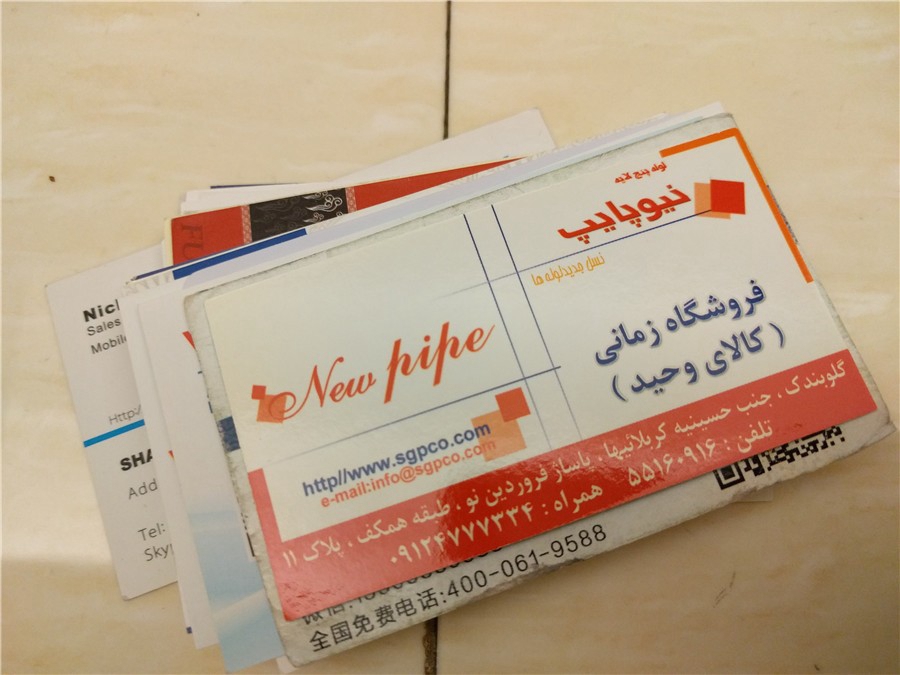 لوله پنج لایه
نیوپایپ
نسل جدید لوله ها
New pipe
فروشگاه زمانی
( کالای وحید )
http//www.sgpco.com
e-mail:info@sgpco.com
گلوبندک ، جنب حسینیه کربلائیها ، پاساژ فروردین نو ، طبقه همکف ، پلاک ۱۱
تلفن : ۵۵۱۶۰۹۱۶ همراه : ۰۹۱۲۴۷۷۷۳۳۴
全国免费电话:400-061-9588
微信:
FU
Sales
Mobile
Http:/
SHA
Add
Tel: